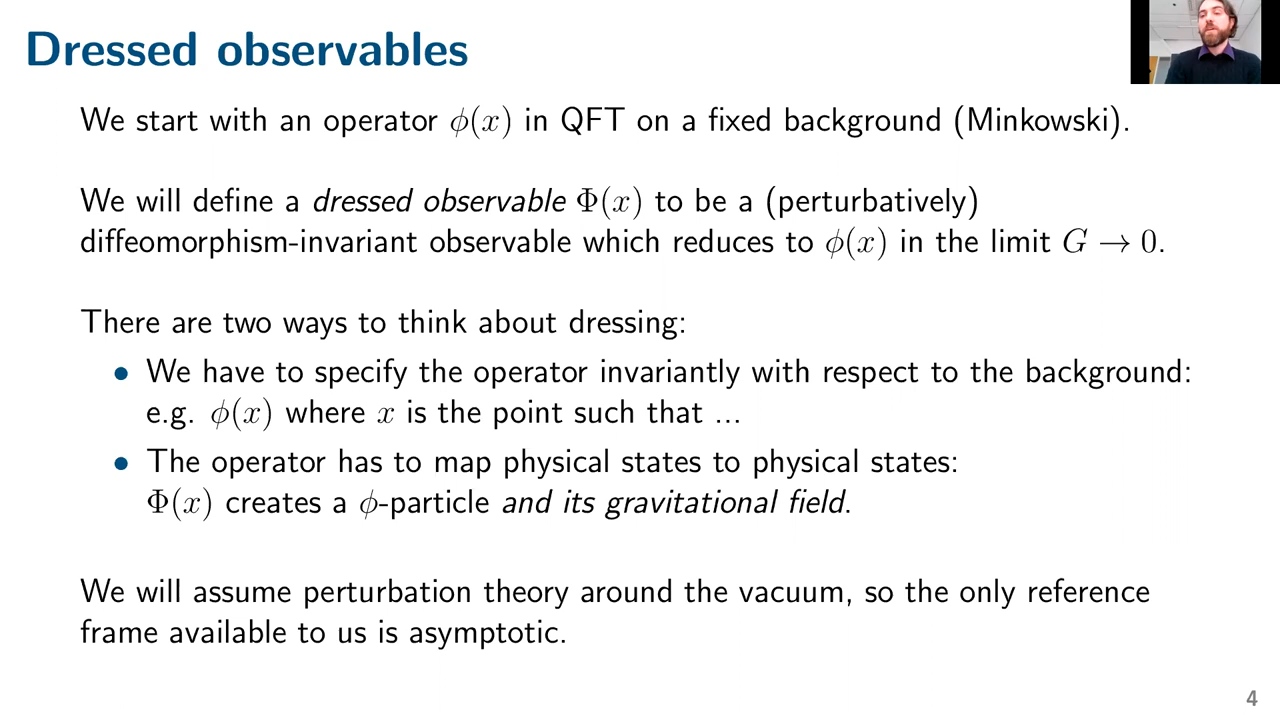 Dressed observables
We start with an operator ϕ(x) in QFT on a fixed background (Minkowski).
We will define a dressed observable Φ(x) to be a (perturbatively)
diffeomorphism-invariant observable which reduces to ϕ(x) in the limit G → 0.
There are two ways to think about dressing:
• We have to specify the operator invariantly with respect to the background:
e.g. ϕ(x) where x is the point such that ...
• The operator has to map physical states to physical states:
Φ(x) creates a ϕ-particle and its gravitational field.
We will assume perturbation theory around the vacuum, so the only reference
frame available to us is asymptotic.
4